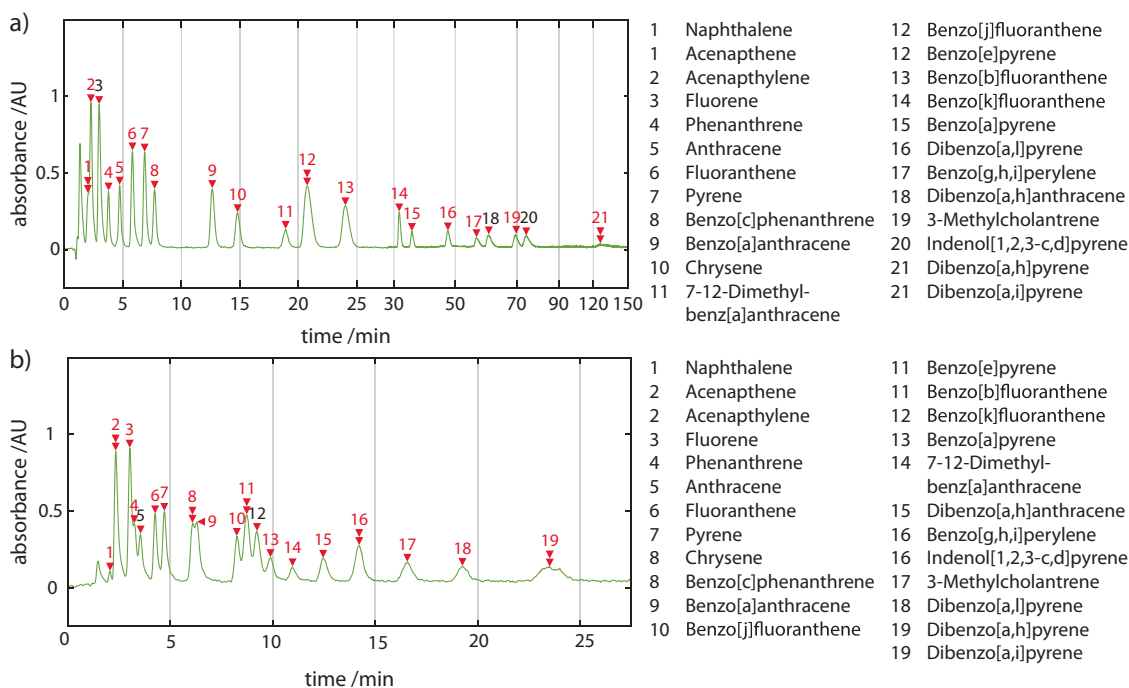 a)
absorbance /AU
1
0.5
0
1
2
3
4
5
6
7
8
9
10
11
12
13
14
15
16
17
18
19
20
21
0 5 10 15 20 25 30 50 70 90 120 150
time /min
1 Naphthalene
1 Acenapthene
2 Acenapthylene
3 Fluorene
4 Phenanthrene
5 Anthracene
6 Fluoranthene
7 Pyrene
8 Benzo[c]phenanthrene
9 Benzo[a]anthracene
10 Chrysene
11 7-12-Dimethyl-
benz[a]anthracene
12 Benzo[j]fluoranthene
12 Benzo[e]pyrene
13 Benzo[b]fluoranthene
14 Benzo[k]fluoranthene
15 Benzo[a]pyrene
16 Dibenzo[a,l]pyrene
17 Benzo[g,h,i]perylene
18 Dibenzo[a,h]anthracene
19 3-Methylcholantrene
20 Indenol[1,2,3-c,d]pyrene
21 Dibenzo[a,h]pyrene
21 Dibenzo[a,i]pyrene
b)
absorbance /AU
1
0.5
0
1
2
3
4
5
6
7
8
9
10
11
12
13
14
15
16
17
18
19
0 5 10 15 20 25
time /min
1 Naphthalene
2 Acenapthene
2 Acenapthylene
3 Fluorene
4 Phenanthrene
5 Anthracene
6 Fluoranthene
7 Pyrene
8 Chrysene
8 Benzo[c]phenanthrene
9 Benzo[a]anthracene
10 Benzo[j]fluoranthene
11 Benzo[e]pyrene
11 Benzo[b]fluoranthene
12 Benzo[k]fluoranthene
13 Benzo[a]pyrene
14 7-12-Dimethyl-
benz[a]anthracene
15 Dibenzo[a,h]anthracene
16 Benzo[g,h,i]perylene
16 Indenol[1,2,3-c,d]pyrene
17 3-Methylcholantrene
18 Dibenzo[a,l]pyrene
19 Dibenzo[a,h]pyrene
19 Dibenzo[a,i]pyrene